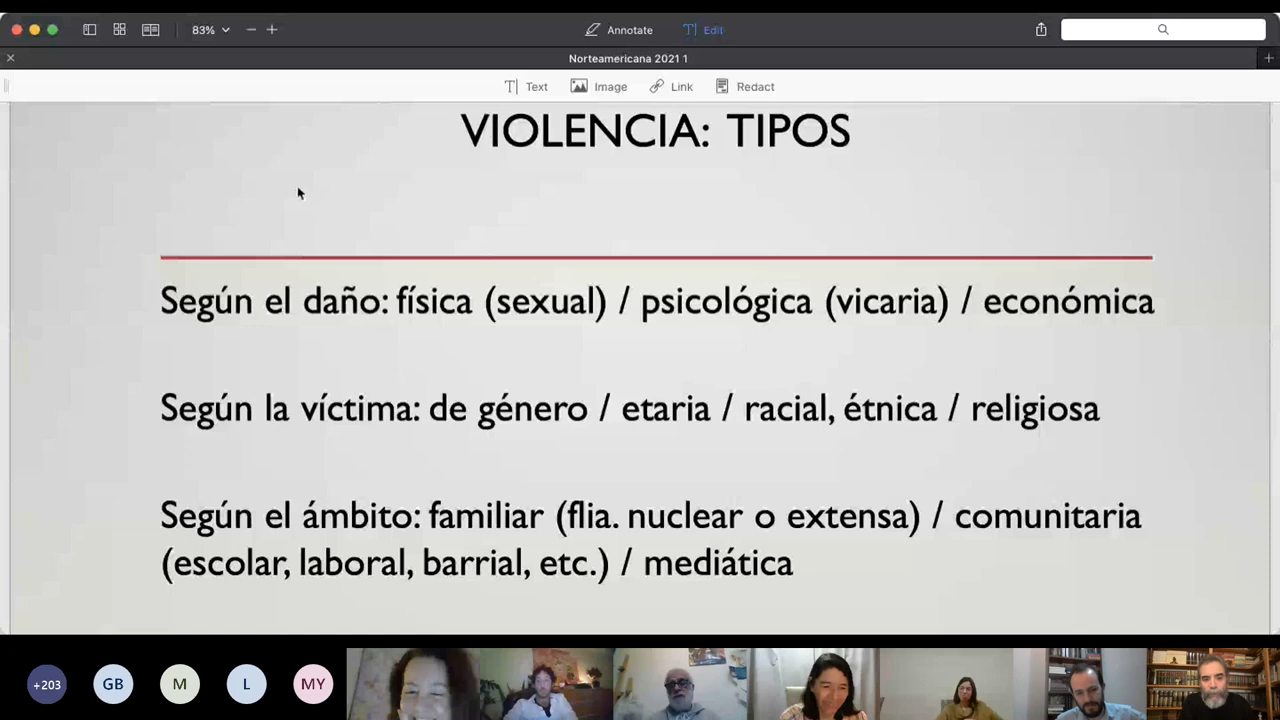 83%
Annotate
Edit
Norteamericana 2021 1
Text
Image
Link
Redact
VIOLENCIA: TIPOS
Según el daño: física (sexual) / psicológica (vicaria) / económica
Según la víctima: de género / etaria / racial, étnica / religiosa
Según el ámbito: familiar (flia. nuclear o extensa) / comunitaria
(escolar, laboral, barrial, etc.) / mediática
+203
GB
M
L
MY